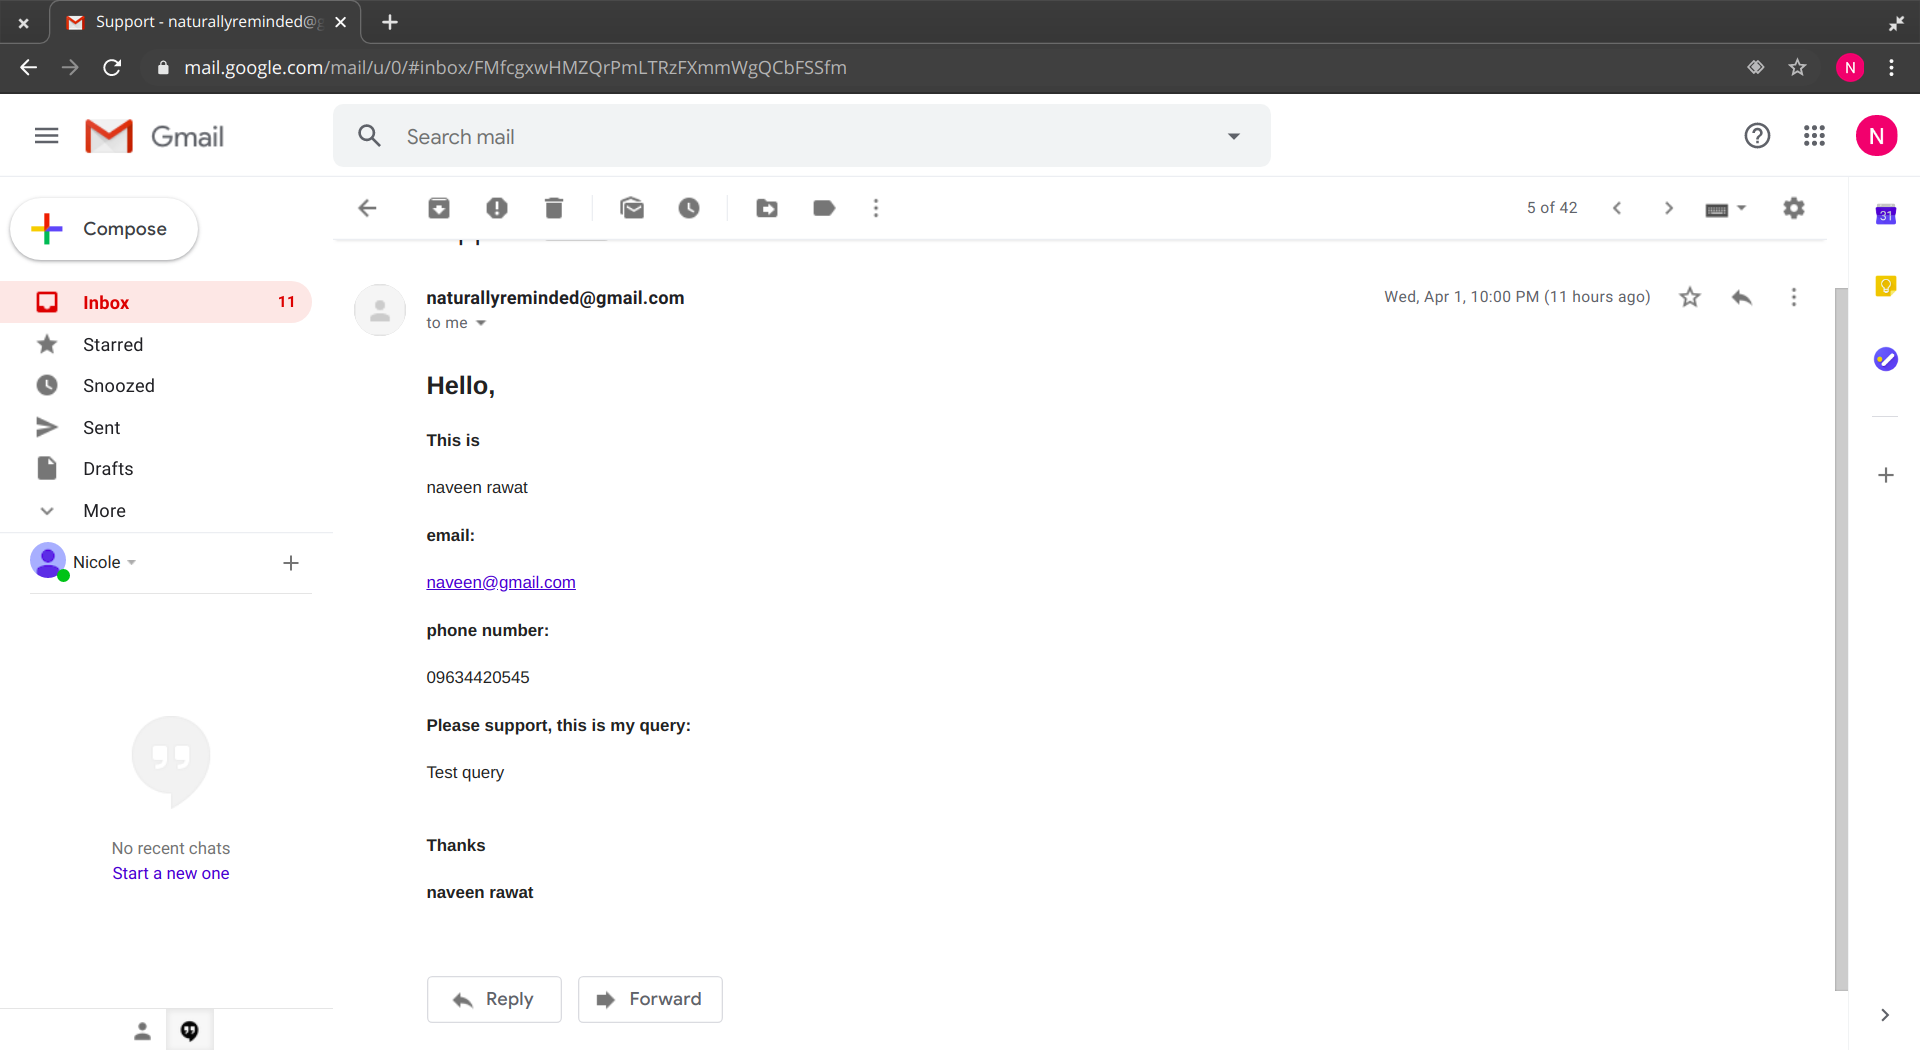 Support - naturallyreminded@g
mail.google.com/mail/u/0/#inbox/FMfcgxwHMZQrPmLTRzFXmmWgQCbFSSfm
N
Gmail
Search mail
N
Compose
5 of 42
31
Inbox 11
Starred
Snoozed
Sent
Drafts
More
Nicole
No recent chats
Start a new one
naturallyreminded@gmail.com
Wed, Apr 1, 10:00 PM (11 hours ago)
to me
Hello,
This is
naveen rawat
email:
naveen@gmail.com
phone number:
09634420545
Please support, this is my query:
Test query
Thanks
naveen rawat
Reply
Forward